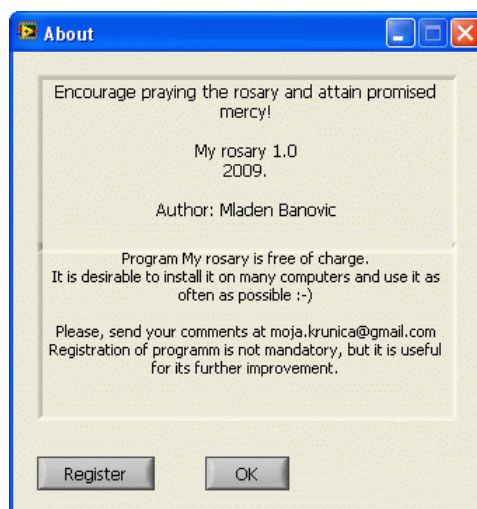 About
Encourage praying the rosary and attain promised
mercy!
My rosary 1.0
2009.
Author: Mladen Banovic
Program My rosary is free of charge.
It is desirable to install it on many computers and use it as
often as possible :-)
Please, send your comments at moja.krunica@gmail.com
Registration of programm is not mandatory, but it is useful
for its further improvement.
Register
OK